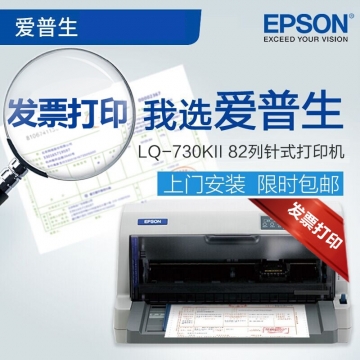 爱普生
EPSON
EXCEED YOUR VISION
发票打印 我选爱普生
LQ-730KII 82列针式打印机
上门安装 限时包邮
EPSON
发票打印